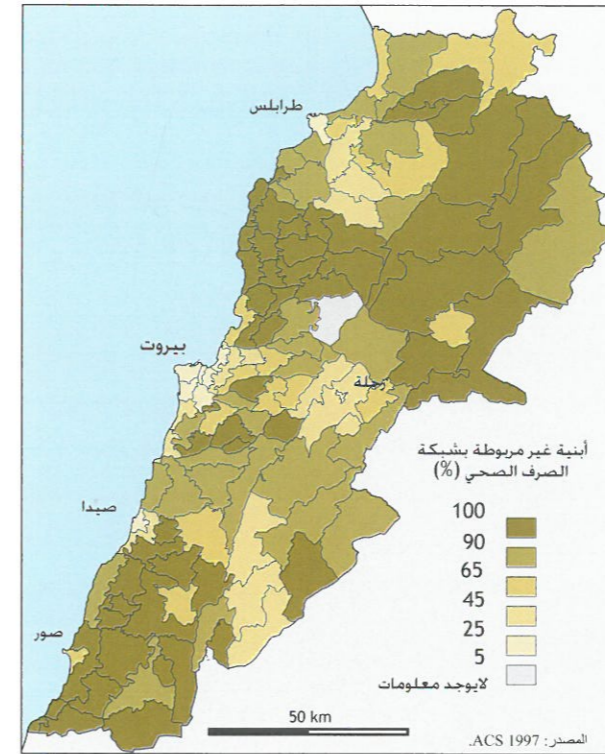 طرابلس
بيروت
زحلة
صيدا
صور
أبنية غير مربوطة بشبكة
الصرف الصحي (%)
100
90
65
45
25
5
لايوجد معلومات
50 km
المصدر: ACS 1997.